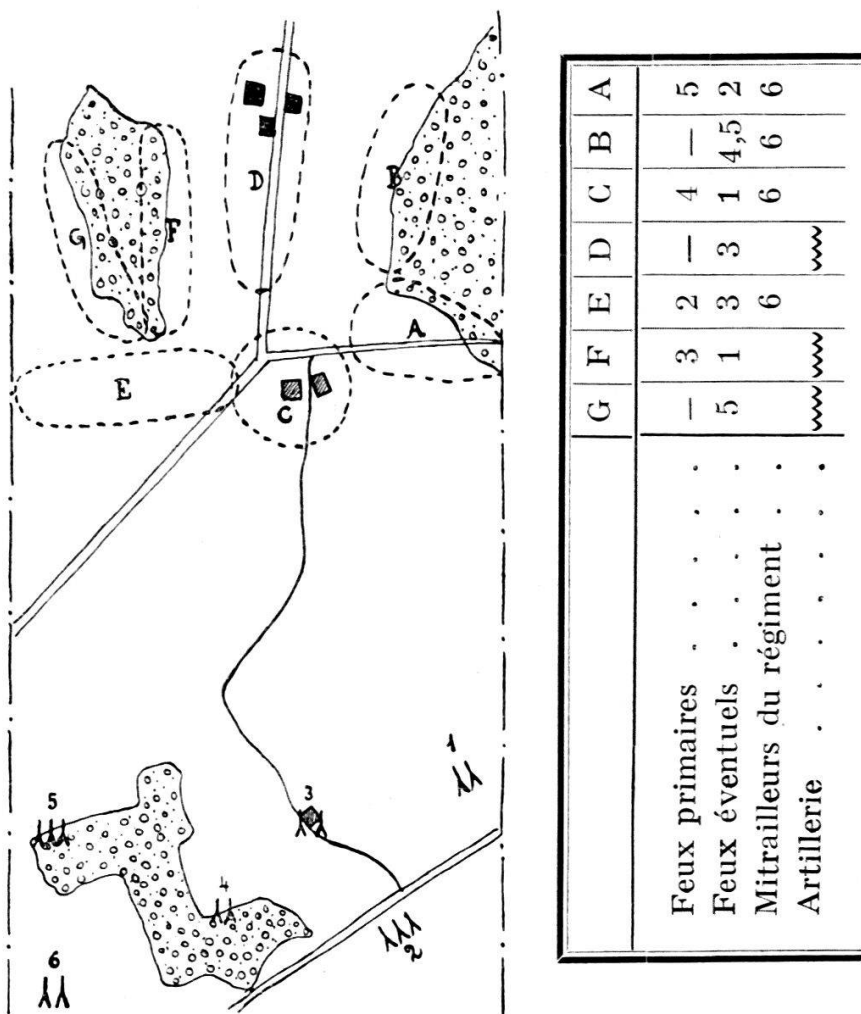 D
B
G
F
A
E
C
1
3
5
4
2
6
G F E D C B A
Feux primaires . . . . . — 3 2 — 4 — 5
Feux éventuels . . . . . 5 1 3 3 1 4,5 2
Mitrailleurs du régiment . . 6 6 6 6
Artillerie . . . . . . .